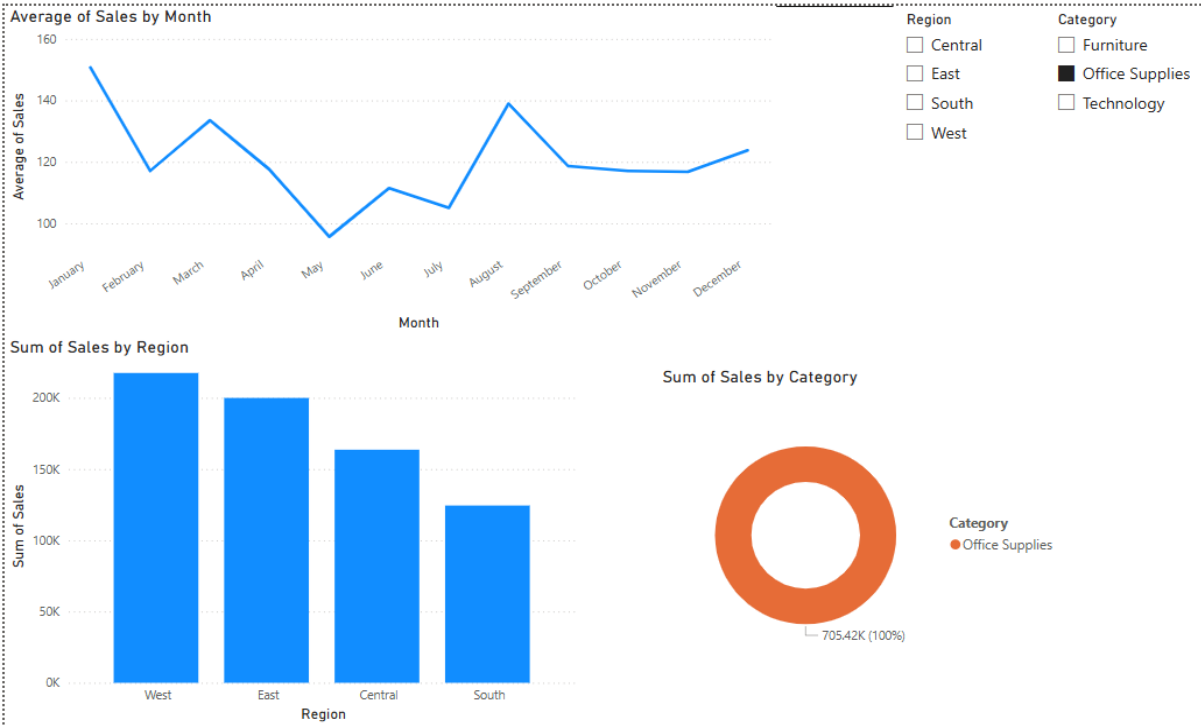 Average of Sales by Month
160
140
120
100
Average of Sales
January
February
March
April
May
June
July
August
September
October
November
December
Month
Region
Central
East
South
West
Category
Furniture
Office Supplies
Technology
Sum of Sales by Region
200K
150K
100K
50K
0K
Sum of Sales
West
East
Central
South
Region
Sum of Sales by Category
705.42K (100%)
Category
Office Supplies